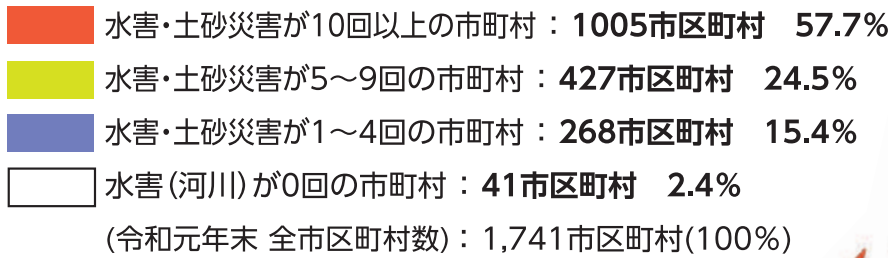 水害・土砂災害が10回以上の市町村：1005市区町村　57.7%
水害・土砂災害が5〜9回の市町村：427市区町村　24.5%
水害・土砂災害が1〜4回の市町村：268市区町村　15.4%
水害(河川)が0回の市町村：41市区町村　2.4%
(令和元年末 全市区町村数)：1,741市区町村(100%)